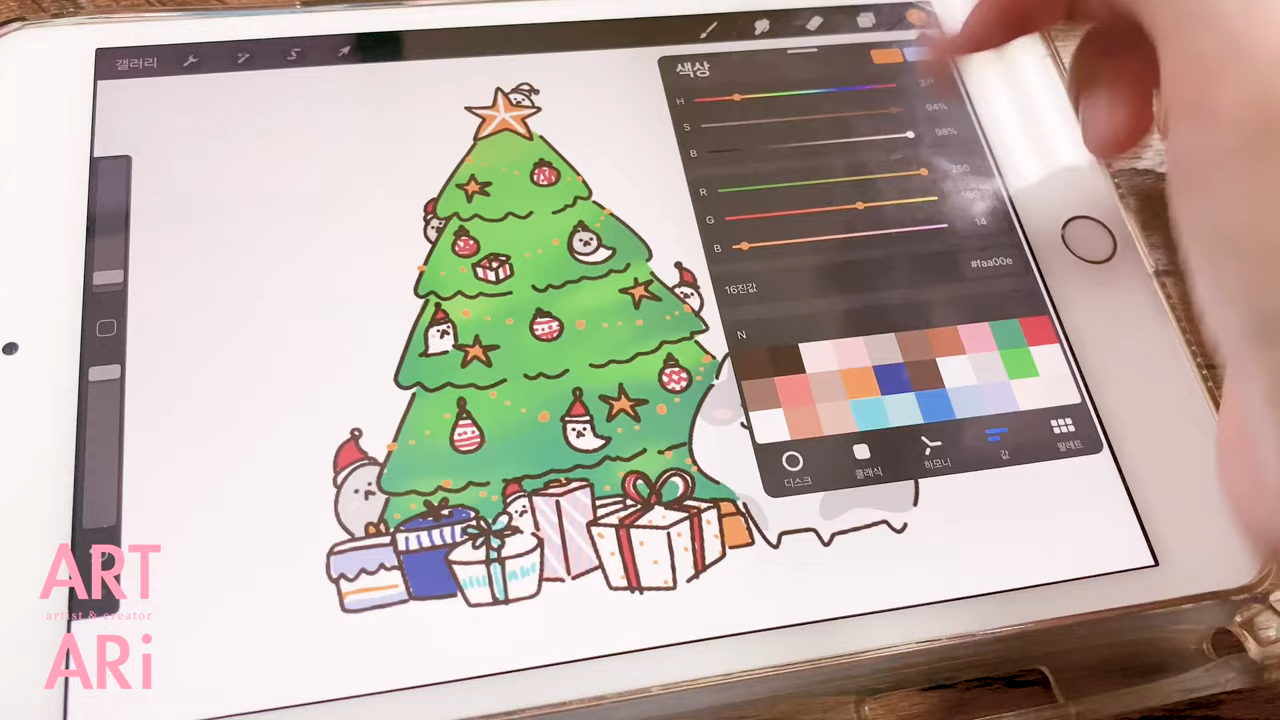 갤러리
색상
H
S 94%
B 98%
R 250
G
B 14
#faa00e
16진값
N
디스크 클래식 하모니 값 팔레트
ART
artist & creator
ARi